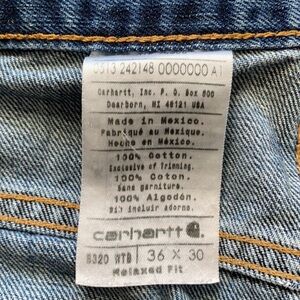 0313 242148 0000000 A1
Carhartt, Inc. P. O. Box 600
Dearborn, MI 48121 USA
Made in Mexico.
Fabriqué au Mexique.
Hecho en México.
100% Cotton.
Exclusive of Trimming.
100% Coton.
Sans garniture.
100% Algodón.
Sin incluir adorno.
carhartt
B320 WTB 36 X 30
Relaxed Fit